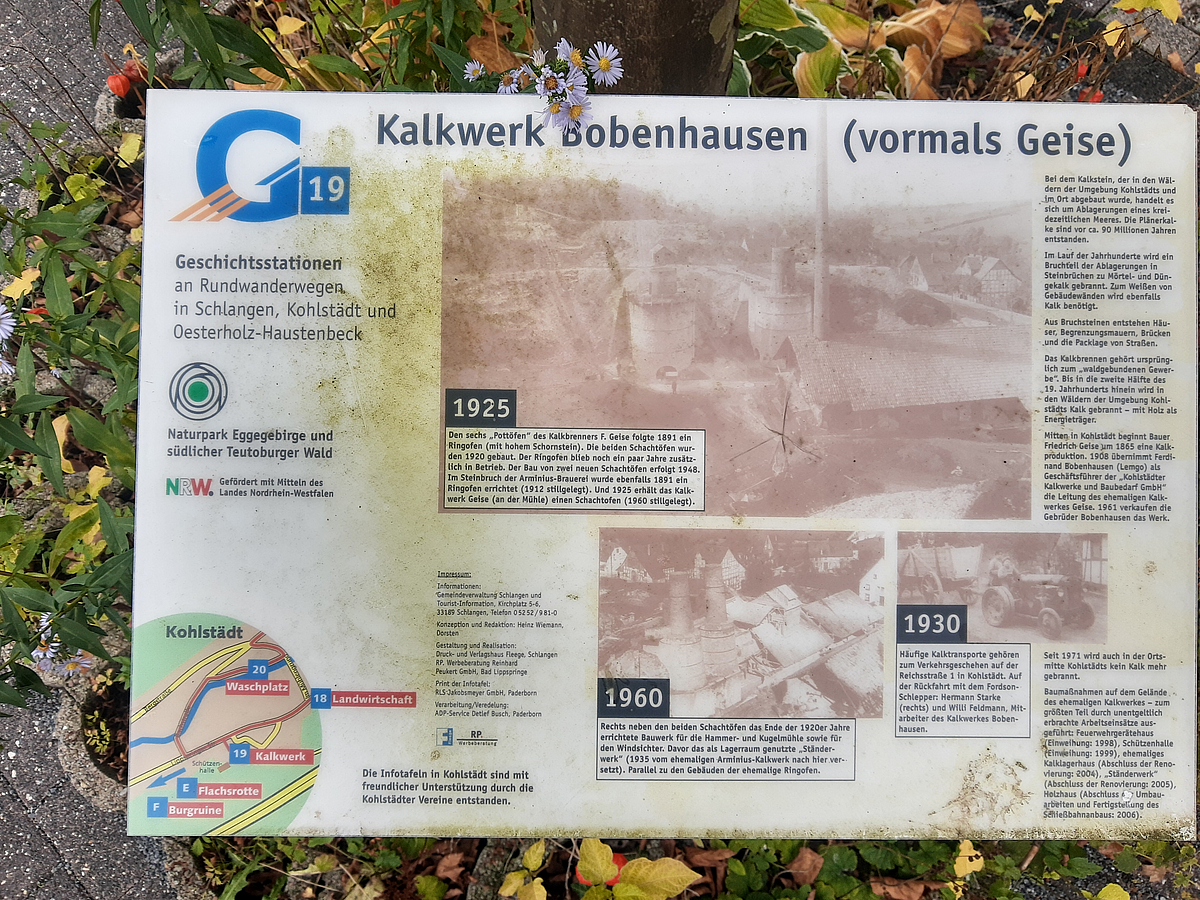 Kalkwerk Bobenhausen (vormals Geise)
G 19
Geschichtsstationen
an Rundwanderwegen
in Schlangen, Kohlstädt und
Oesterholz-Haustenbeck
Naturpark Eggegebirge und
südlicher Teutoburger Wald
NRW. Gefördert mit Mitteln des
Landes Nordrhein-Westfalen
1925
Den sechs „Pottöfen" des Kalkbrenners F. Geise folgte 1891 ein
Ringofen (mit hohem Schornstein). Die beiden Schachtöfen wur-
den 1920 gebaut. Der Ringofen blieb noch ein paar Jahre zusätz-
lich in Betrieb. Der Bau von zwei neuen Schachtöfen erfolgt 1948.
Im Steinbruch der Arminius-Brauerei wurde ebenfalls 1891 ein
Ringofen errichtet (1912 stillgelegt). Und 1925 erhält das Kalk-
werk Geise (an der Mühle) einen Schachtofen (1960 stillgelegt).
Bei dem Kalkstein, der in den Wäl-
dern der Umgebung Kohlstädts und
im Ort abgebaut wurde, handelt es
sich um Ablagerungen eines krei-
dezeitlichen Meeres. Die Plänerkal-
ke sind vor ca. 90 Millionen Jahren
entstanden.
Im Lauf der Jahrhunderte wird ein
Bruchteil der Ablagerungen in
Steinbrüchen zu Mörtel- und Dün-
gekalk gebrannt. Zum Weißen von
Gebäudewänden wird ebenfalls
Kalk benötigt.
Aus Bruchsteinen entstehen Häu-
ser, Begrenzungsmauern, Brücken
und die Packlage von Straßen.
Das Kalkbrennen gehört ursprüng-
lich zum „waldgebundenen Gewer-
be". Bis in die zweite Hälfte des
19. Jahrhunderts hinein wird in
den Wäldern der Umgebung Kohl-
städts Kalk gebrannt – mit Holz als
Energieträger.
Mitten in Kohlstädt beginnt Bauer
Friedrich Geise um 1865 eine Kalk-
produktion. 1908 übernimmt Ferdi-
nand Bobenhausen (Lemgo) als
Geschäftsführer der „Kohlstädter
Kalkwerke und Baubedarf GmbH"
die Leitung des ehemaligen Kalk-
werkes Geise. 1961 verkaufen die
Gebrüder Bobenhausen das Werk.
Seit 1971 wird auch in der Orts-
mitte Kohlstädts kein Kalk mehr
gebrannt.
Baumaßnahmen auf dem Gelände
des ehemaligen Kalkwerkes – zum
größten Teil durch unentgeltlich
erbrachte Arbeitseinsätze aus-
geführt: Feuerwehrgerätehaus
(Einweihung: 1998), Schützenhalle
(Einweihung: 1999), ehemaliges
Kalklagerhaus (Abschluss der Reno-
vierung: 2004), „Ständerwerk"
(Abschluss der Renovierung: 2005),
Holzhaus (Abschluss der Umbau-
arbeiten und Fertigstellung des
Schießbahnanbaus: 2006).
1960
Rechts neben den beiden Schachtöfen das Ende der 1920er Jahre
errichtete Bauwerk für die Hammer- und Kugelmühle sowie für
den Windsichter. Davor das als Lagerraum genutzte „Ständer-
werk" (1935 vom ehemaligen Arminius-Kalkwerk nach hier ver-
setzt). Parallel zu den Gebäuden der ehemalige Ringofen.
1930
Häufige Kalktransporte gehören
zum Verkehrsgeschehen auf der
Reichsstraße 1 in Kohlstädt. Auf
der Rückfahrt mit dem Fordson-
Schlepper: Hermann Starke
(rechts) und Willi Feldmann, Mit-
arbeiter des Kalkwerkes Boben-
hausen.
Impressum:
Informationen:
Gemeindeverwaltung Schlangen und
Tourist-Information, Kirchplatz 5-6,
33189 Schlangen, Telefon 0 52 52 / 9 81-0
Konzeption und Redaktion: Heinz Wiemann,
Dorsten
Gestaltung und Realisation:
Druck- und Verlagshaus Fleege, Schlangen
RP. Werbeberatung Reinhard
Peukert GmbH, Bad Lippspringe
Print der Infotafel:
RLS Jakobsmeyer GmbH, Paderborn
Verarbeitung/Veredelung:
ADP-Service Detlef Busch, Paderborn
RP.
Werbeberatung
Die Infotafeln in Kohlstädt sind mit
freundlicher Unterstützung durch die
Kohlstädter Vereine entstanden.
Kohlstädt
20
Waschplatz
18 Landwirtschaft
19 Kalkwerk
Schützen-
halle
E Flachsrotte
F Burgruine